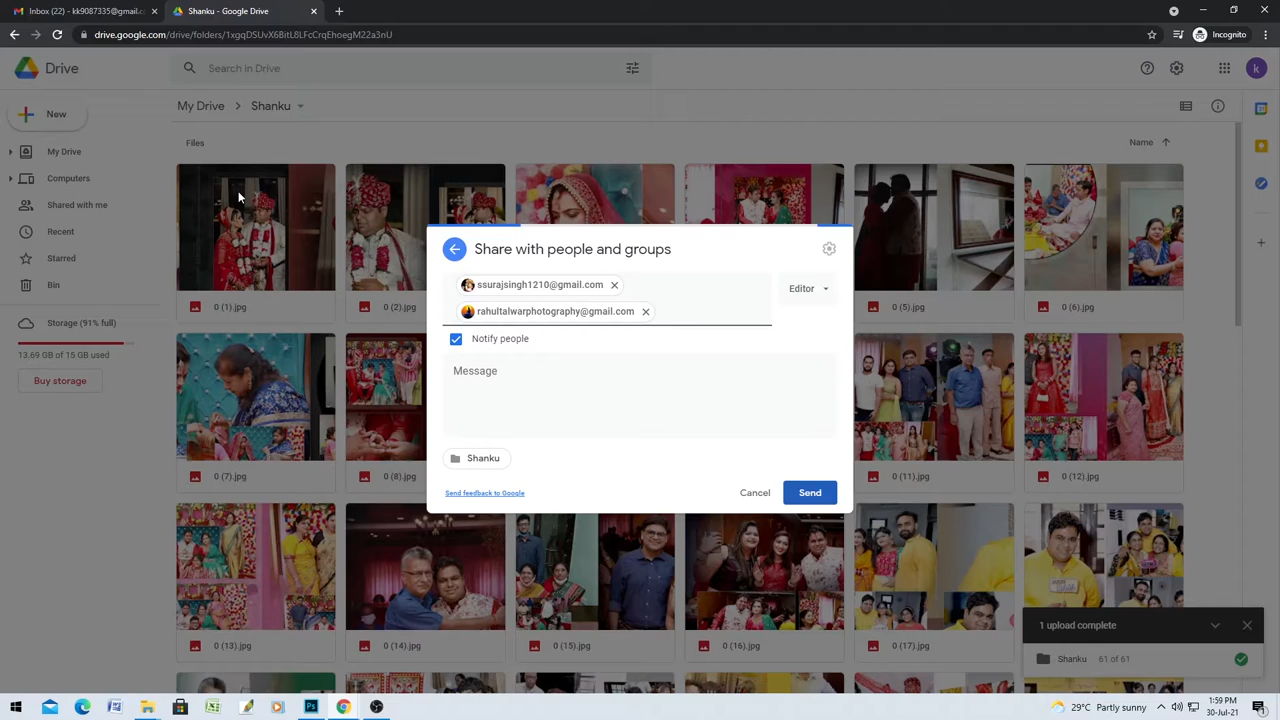 Inbox (22) - kk9087335@gmail.c
Shanku - Google Drive
drive.google.com/drive/folders/1xgqDSUvX6BitL8LFcCrqEhoegM22a3nU
Incognito
Drive
Search in Drive
k
New
My Drive
Shanku
Files
Name
My Drive
Computers
Shared with me
Recent
Starred
Bin
Storage (91% full)
13.69 GB of 15 GB used
Buy storage
0 (1).jpg
0 (2).jpg
0 (5).jpg
0 (6).jpg
0 (7).jpg
0 (8).jpg
0 (11).jpg
0 (12).jpg
0 (13).jpg
0 (14).jpg
0 (15).jpg
0 (16).jpg
0 (17).jpg
Share with people and groups
ssurajsingh1210@gmail.com
rahultalwarphotography@gmail.com
Editor
Notify people
Message
Shanku
Send feedback to Google
Cancel
Send
1 upload complete
Shanku
61 of 61
29°C Partly sunny
1:59 PM
30-Jul-21